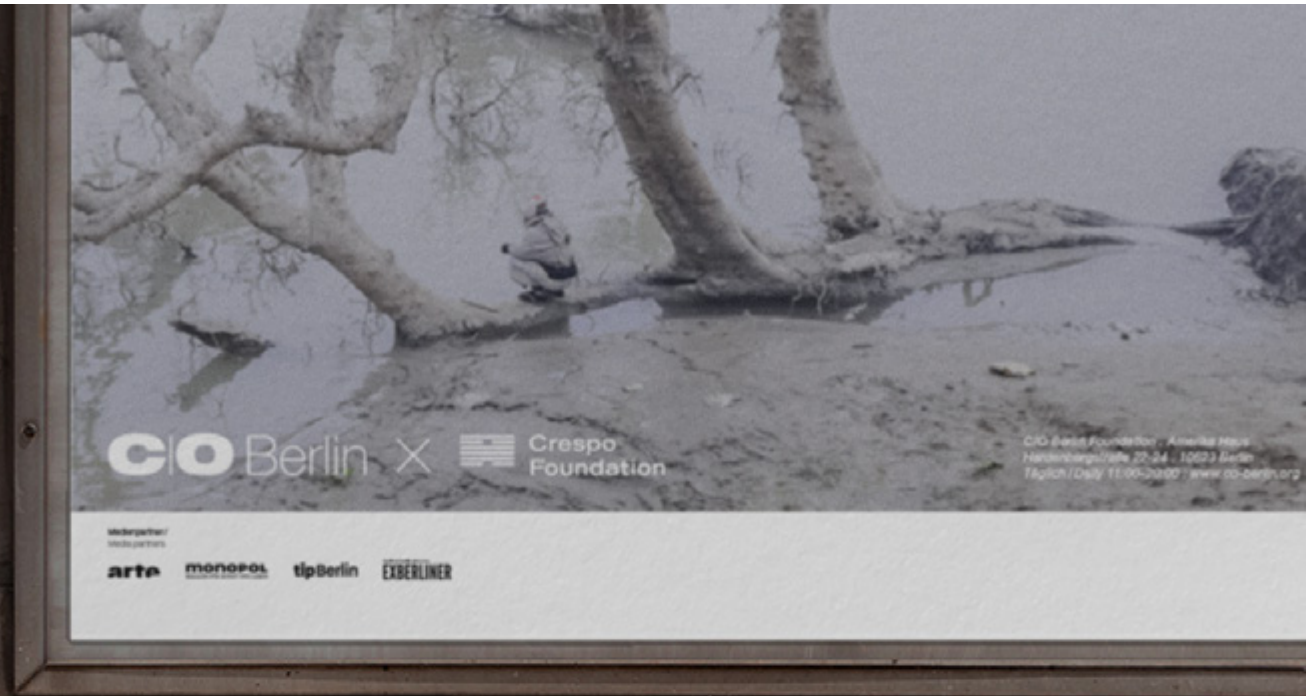 C|O Berlin × Crespo
Foundation
C/O Berlin Foundation . Amerika Haus
Hardenbergstraße 22–24 . 10623 Berlin
Täglich / Daily 11:00–20:00 . www.co-berlin.org
Medienpartner/
Media partners
arte monopol tipBerlin EXBERLINER